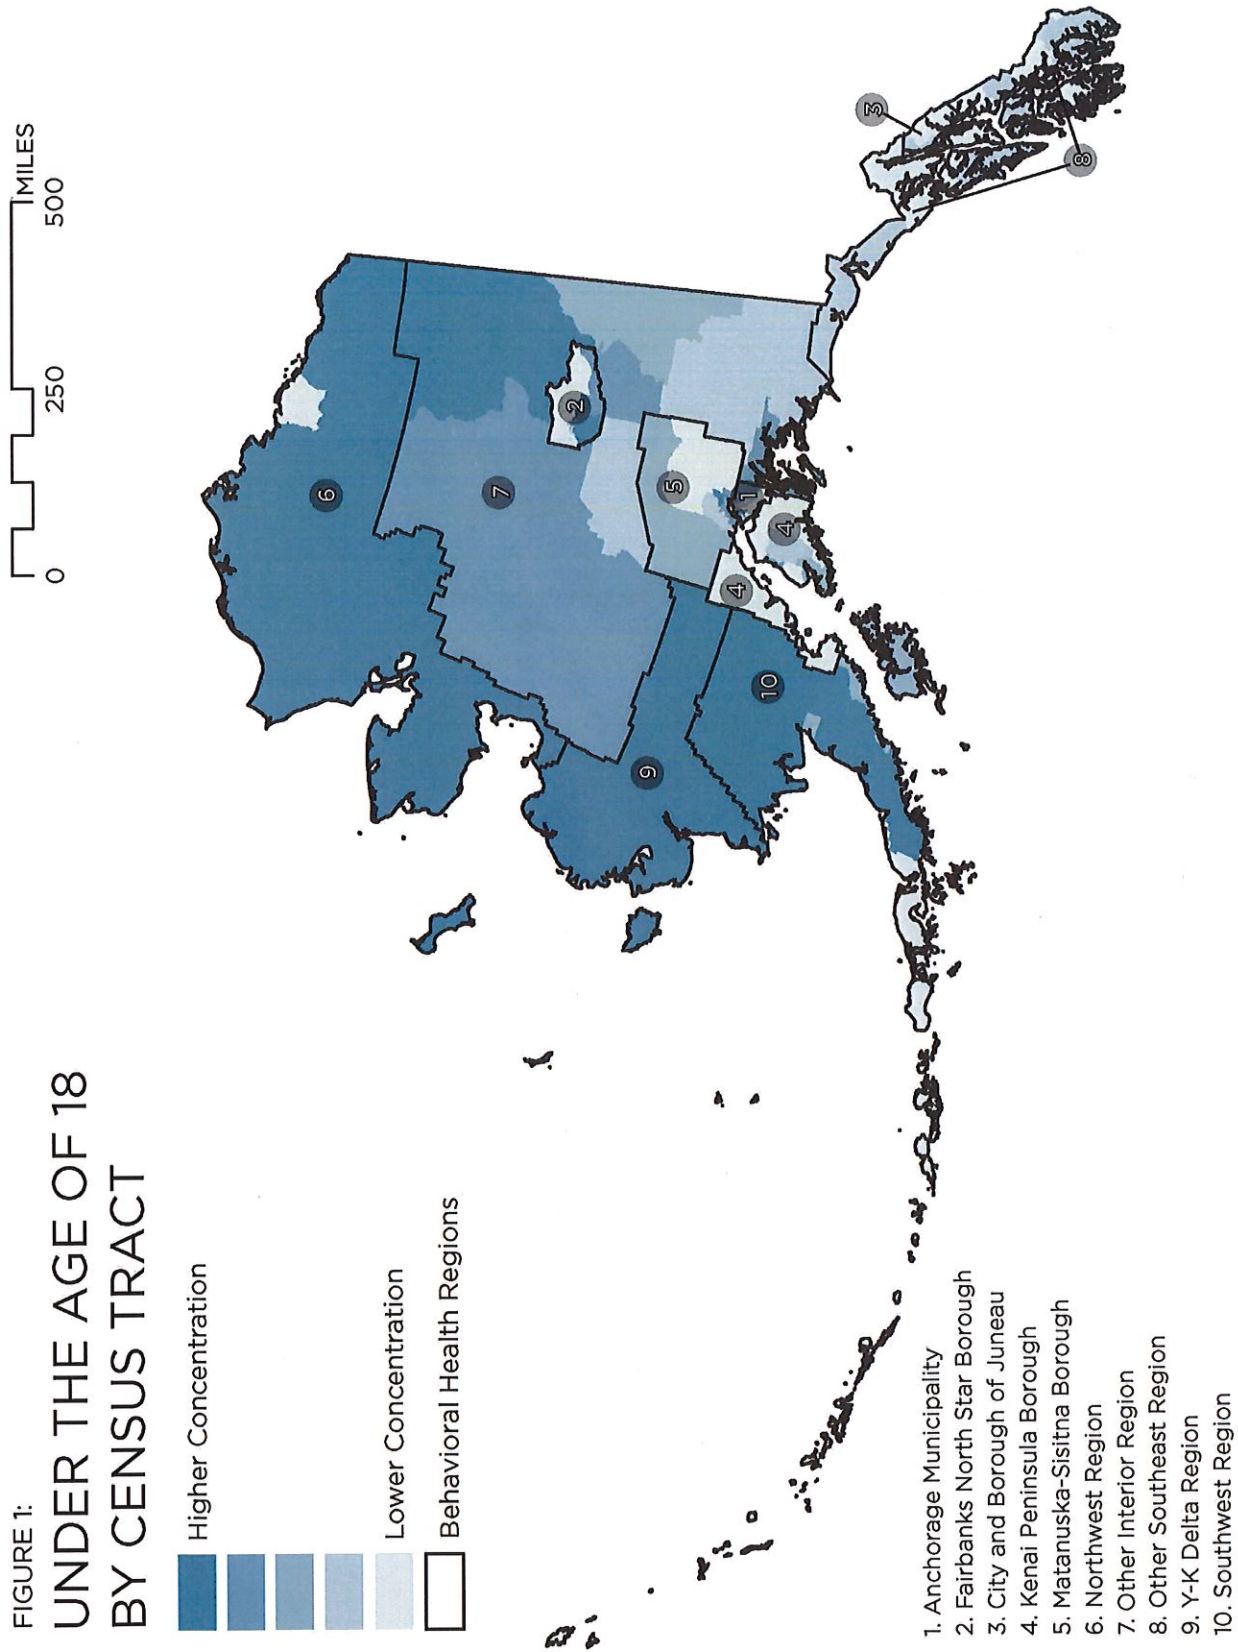 FIGURE 1:
UNDER THE AGE OF 18
BY CENSUS TRACT
Higher Concentration
Lower Concentration
Behavioral Health Regions
0 250 500 MILES
6
7
2
5
1
4
4
9
10
3
8
1. Anchorage Municipality
2. Fairbanks North Star Borough
3. City and Borough of Juneau
4. Kenai Peninsula Borough
5. Matanuska-Sisitna Borough
6. Northwest Region
7. Other Interior Region
8. Other Southeast Region
9. Y-K Delta Region
10. Southwest Region